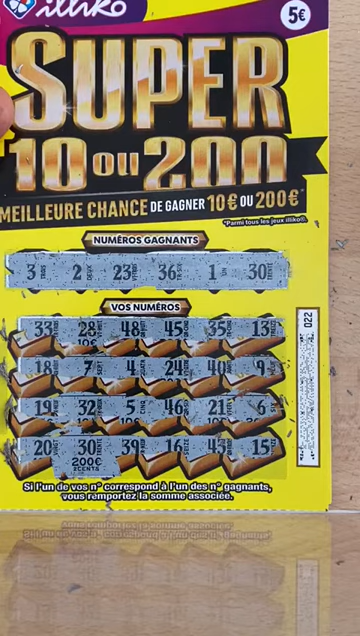 illiko
5€
SUPER
10 ou 200
MEILLEURE CHANCE DE GAGNER 10€ OU 200€*
*Parmi tous les jeux illiko®.
NUMÉROS GAGNANTS
3 2 23 36 1 30
VOS NUMÉROS
33 28 48 45 35 13
10€
18 7 4 24 40 9
19 32 5 46 21 6
20 30 39 16 43 15
200€
2CENT€
022
Si l'un de vos n° correspond à l'un des n° gagnants,
vous remportez la somme associée.